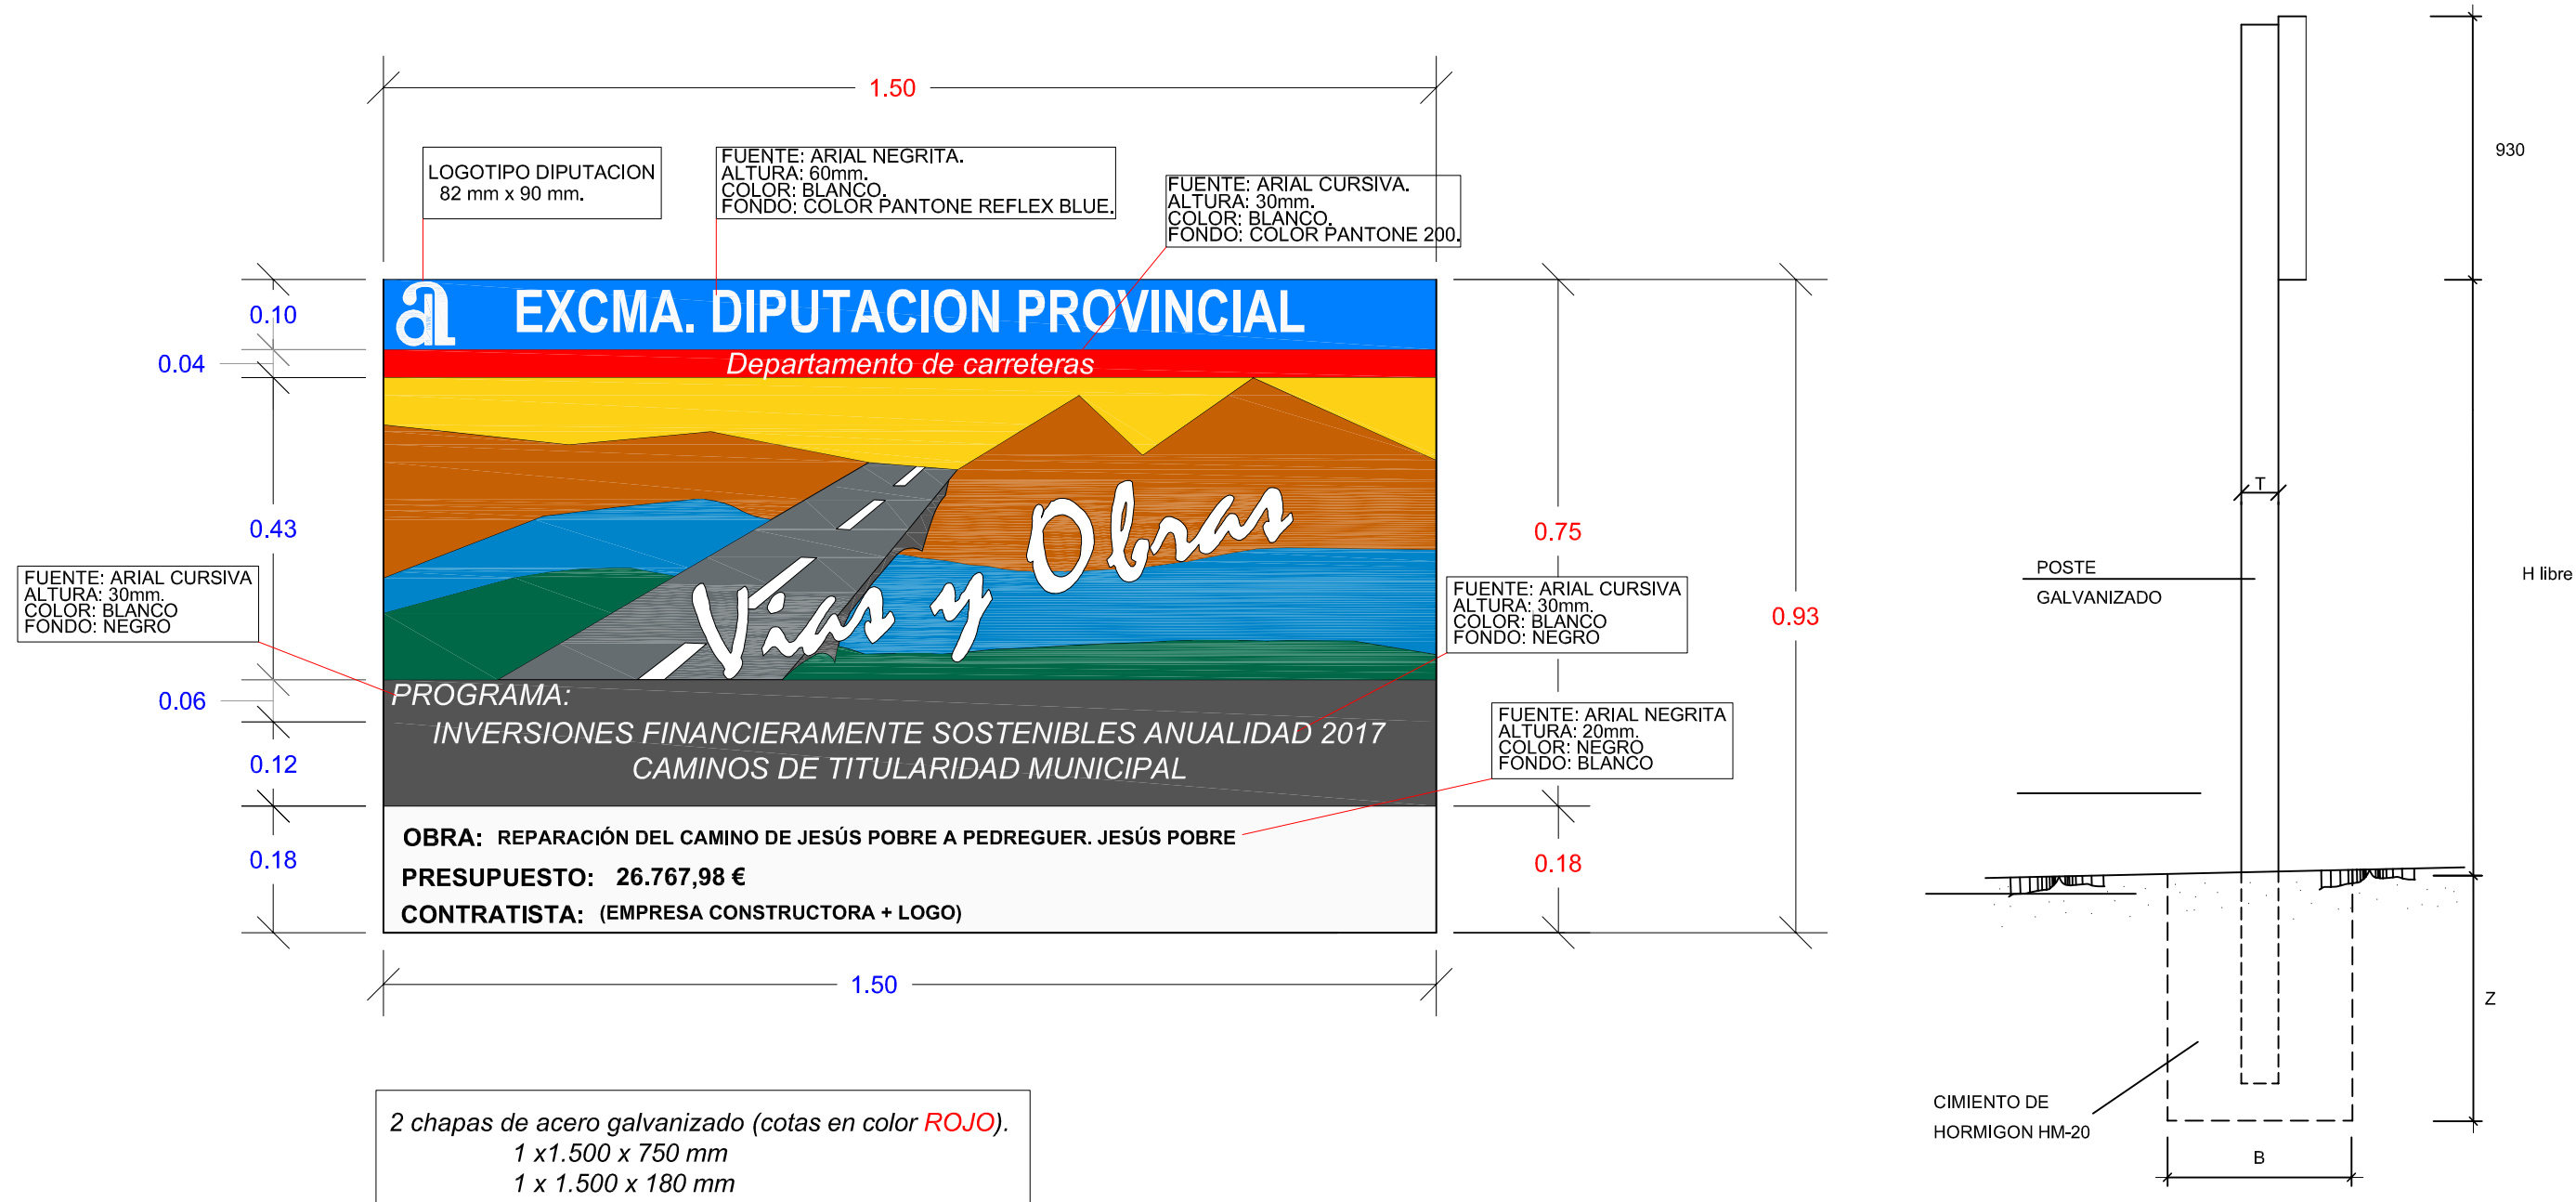 1.50
LOGOTIPO DIPUTACION
82 mm x 90 mm.
FUENTE: ARIAL NEGRITA.
ALTURA: 60mm.
COLOR: BLANCO.
FONDO: COLOR PANTONE REFLEX BLUE.
FUENTE: ARIAL CURSIVA.
ALTURA: 30mm.
COLOR: BLANCO.
FONDO: COLOR PANTONE 200.
EXCMA. DIPUTACION PROVINCIAL
Departamento de carreteras
Vias y Obras
PROGRAMA:
INVERSIONES FINANCIERAMENTE SOSTENIBLES ANUALIDAD 2017
CAMINOS DE TITULARIDAD MUNICIPAL
OBRA: REPARACIÓN DEL CAMINO DE JESÚS POBRE A PEDREGUER. JESÚS POBRE
PRESUPUESTO: 26.767,98 €
CONTRATISTA: (EMPRESA CONSTRUCTORA + LOGO)
0.10
0.04
0.43
0.06
0.12
0.18
FUENTE: ARIAL CURSIVA
ALTURA: 30mm.
COLOR: BLANCO
FONDO: NEGRO
0.75
0.93
0.18
FUENTE: ARIAL CURSIVA
ALTURA: 30mm.
COLOR: BLANCO
FONDO: NEGRO
FUENTE: ARIAL NEGRITA
ALTURA: 20mm.
COLOR: NEGRO
FONDO: BLANCO
1.50
2 chapas de acero galvanizado (cotas en color ROJO).
1 x1.500 x 750 mm
1 x 1.500 x 180 mm
930
T
H libre
POSTE
GALVANIZADO
Z
CIMIENTO DE
HORMIGON HM-20
B